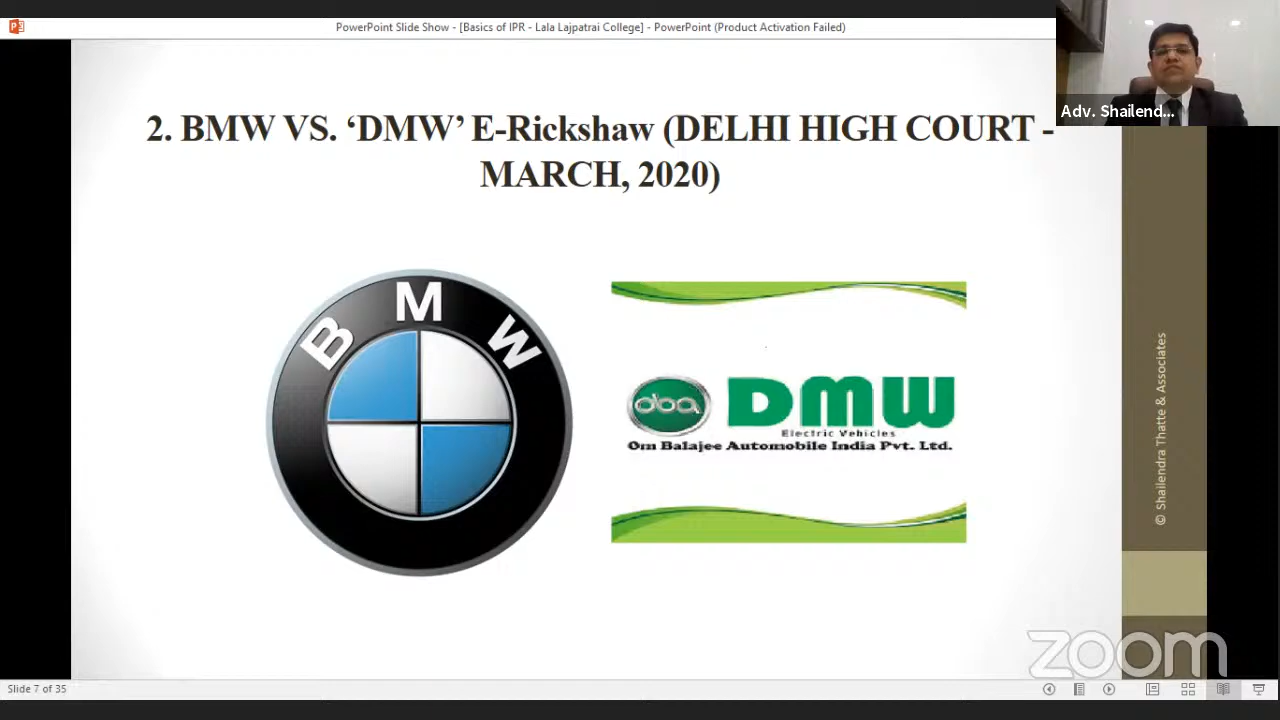 PowerPoint Slide Show - [Basics of IPR - Lala Lajpatrai College] - PowerPoint (Product Activation Failed)
Adv. Shailend...
2. BMW VS. ‘DMW’ E-Rickshaw (DELHI HIGH COURT -
MARCH, 2020)
BMW
oba
DMW
Electric Vehicles
Om Balajee Automobile India Pvt. Ltd.
© Shailendra Thatte & Associates
zoom
Slide 7 of 35